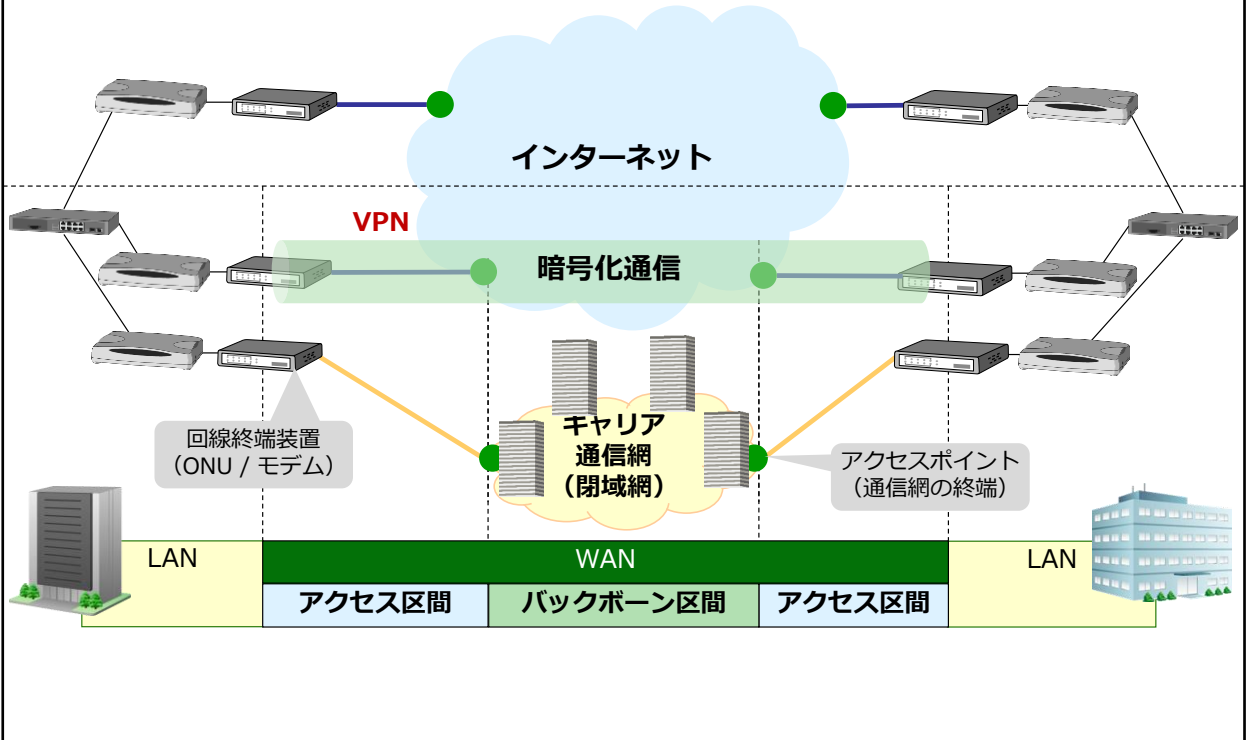 インターネット
VPN
暗号化通信
キャリア
通信網
（閉域網）
回線終端装置
（ONU / モデム）
アクセスポイント
（通信網の終端）
LAN
WAN
LAN
アクセス区間
バックボーン区間
アクセス区間